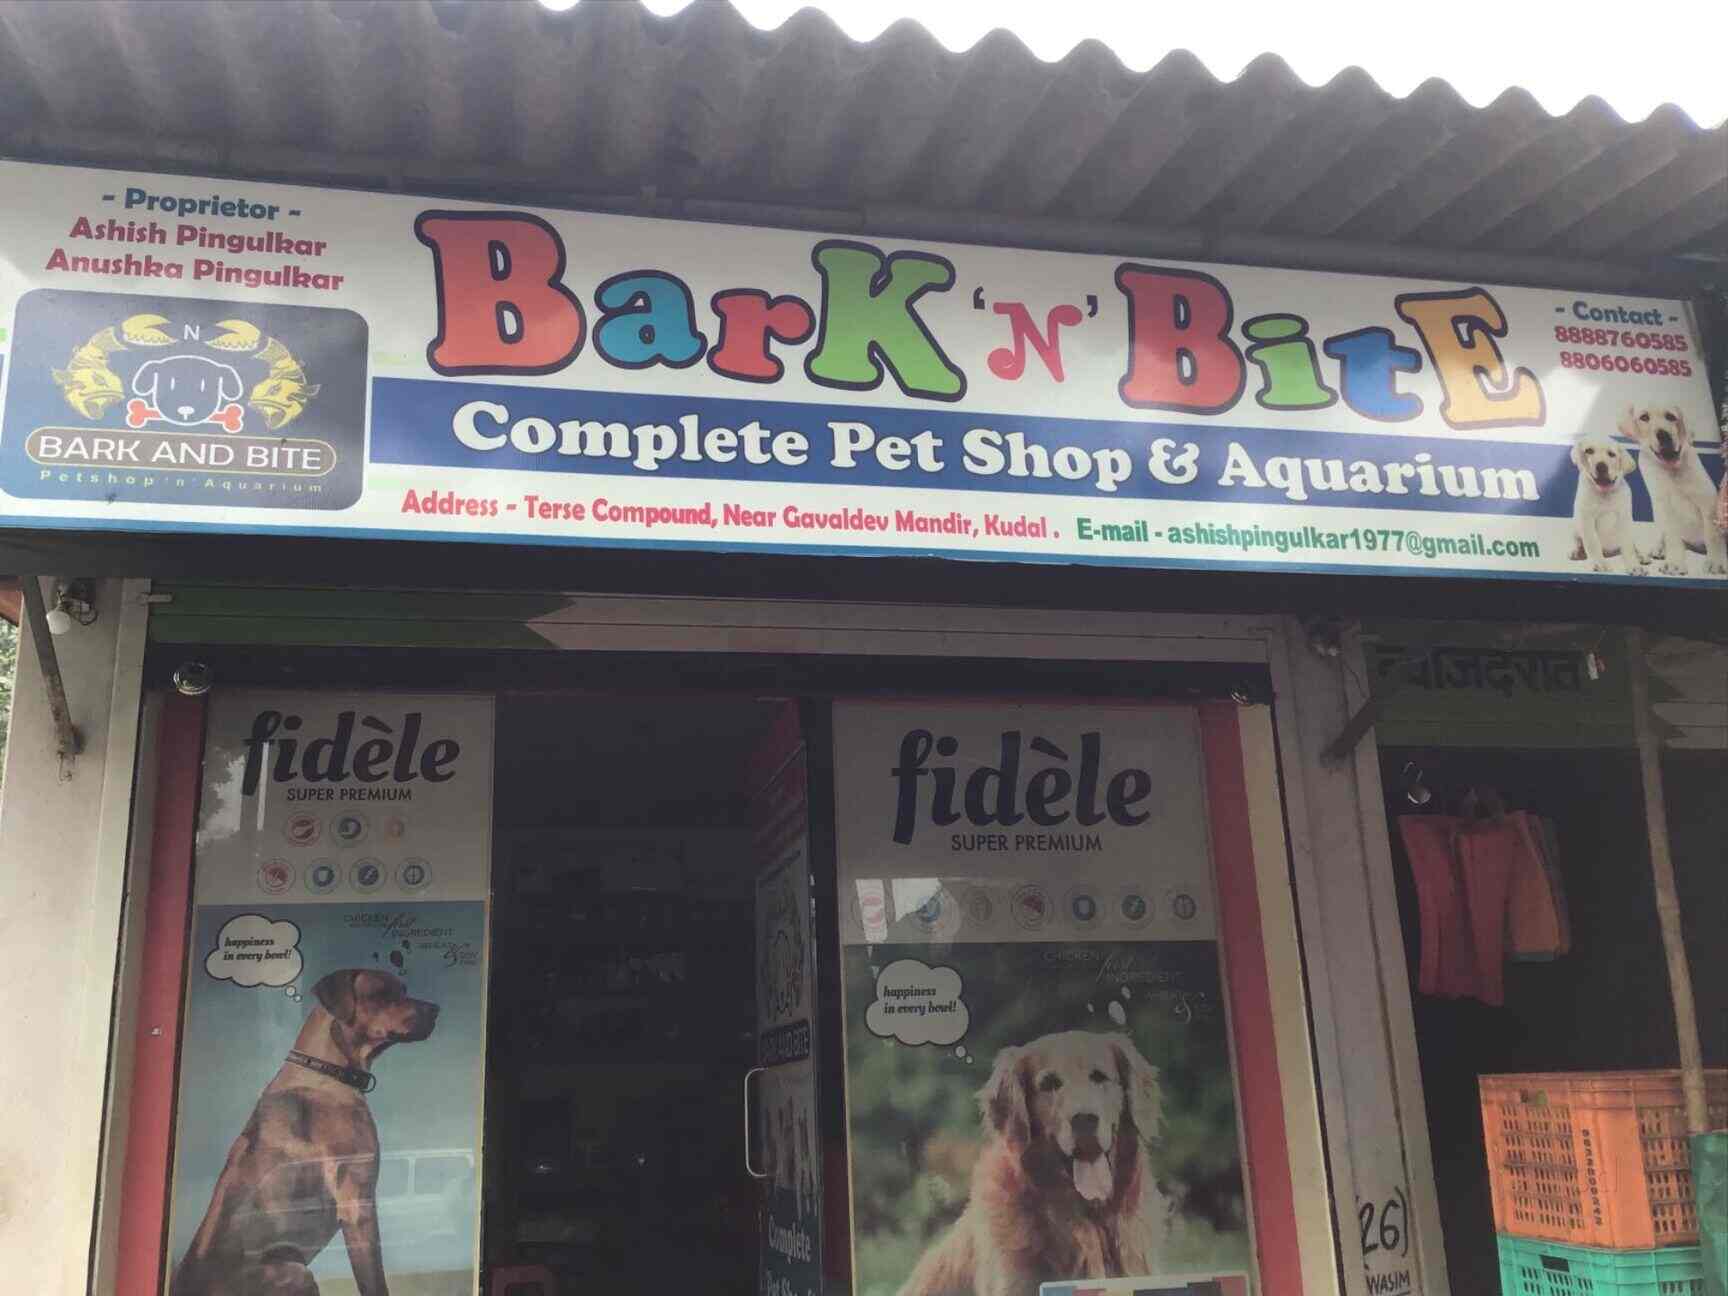 - Proprietor -
Ashish Pingulkar
Anushka Pingulkar
N
BARK AND BITE
Petshop 'n' Aquarium
BarK 'N' BitE
Complete Pet Shop & Aquarium
Address - Terse Compound, Near Gavaldev Mandir, Kudal .
E-mail - ashishpingulkar1977@gmail.com
- Contact -
8888760585
8806060585
fidèle
SUPER PREMIUM
happiness
in every bowl!
CHICKEN
INGREDIENT
BARK AND BITE
Complete
fidèle
SUPER PREMIUM
happiness
in every bowl!
CHICKEN
INGREDIENT
(26)
WASIM